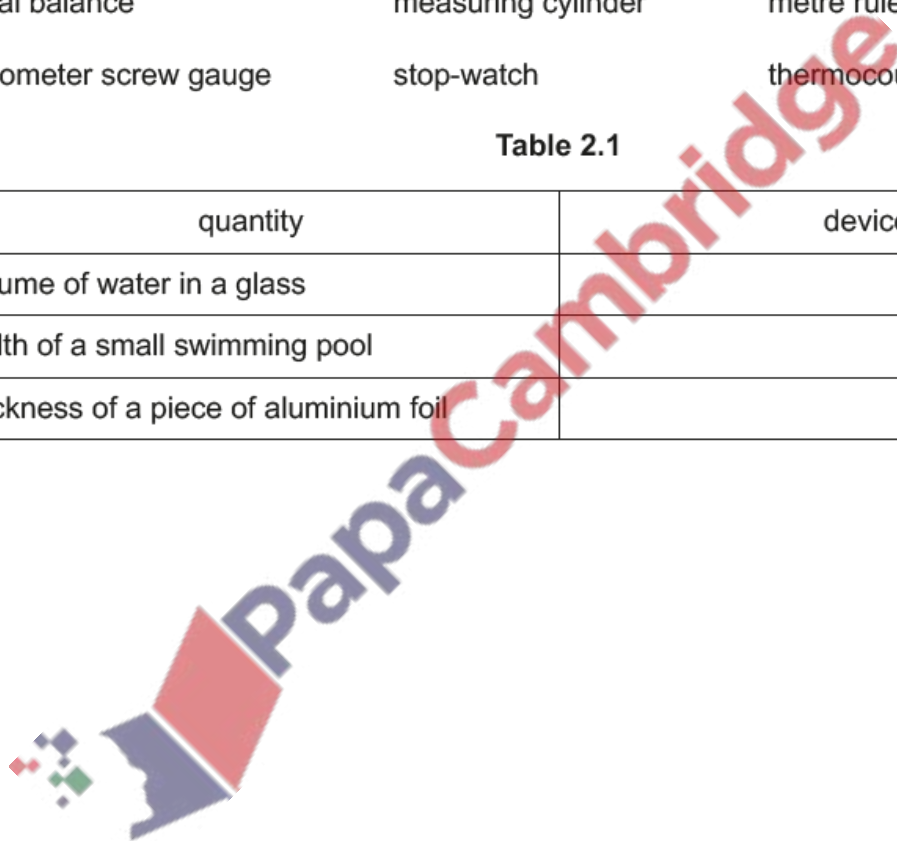 al balance measuring cylinder metre rule
ometer screw gauge stop-watch thermocou
Table 2.1
quantity device
ume of water in a glass
lth of a small swimming pool
ckness of a piece of aluminium foil
PapaCambridge